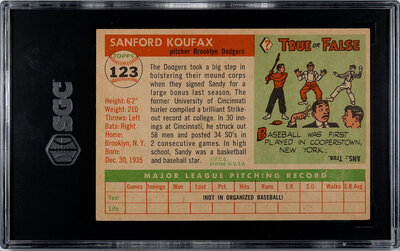 SANFORD KOUFAX
pitcher Brooklyn Dodgers
TOPPS
123
Height: 6'2"
Weight: 210
Throws: Left
Bats: Right
Home:
Brooklyn, N. Y.
Born:
Dec. 30, 1935
The Dodgers took a big step in
bolstering their mound corps
when they signed Sandy for a
large bonus last season. The
former University of Cincinnati
hurler compiled a brilliant Strike-
out record at college. In 30 inn-
ings at Cincinnati, he struck out
58 men and posted 34 SO's in
2 consecutive games. In high
school, Sandy was a basketball
and baseball star.
© T.C.G.
PRINTED IN U.S.A.
TRUE OR FALSE
BASEBALL WAS FIRST
PLAYED IN COOPERSTOWN,
NEW YORK.
ANS: True
MAJOR LEAGUE PITCHING RECORD
Games Innings Won Lost Pct. Hits Runs E.R. S.O. Walks E.R.Avg.
Year
(NOT IN ORGANIZED BASEBALL)
Life
SGC